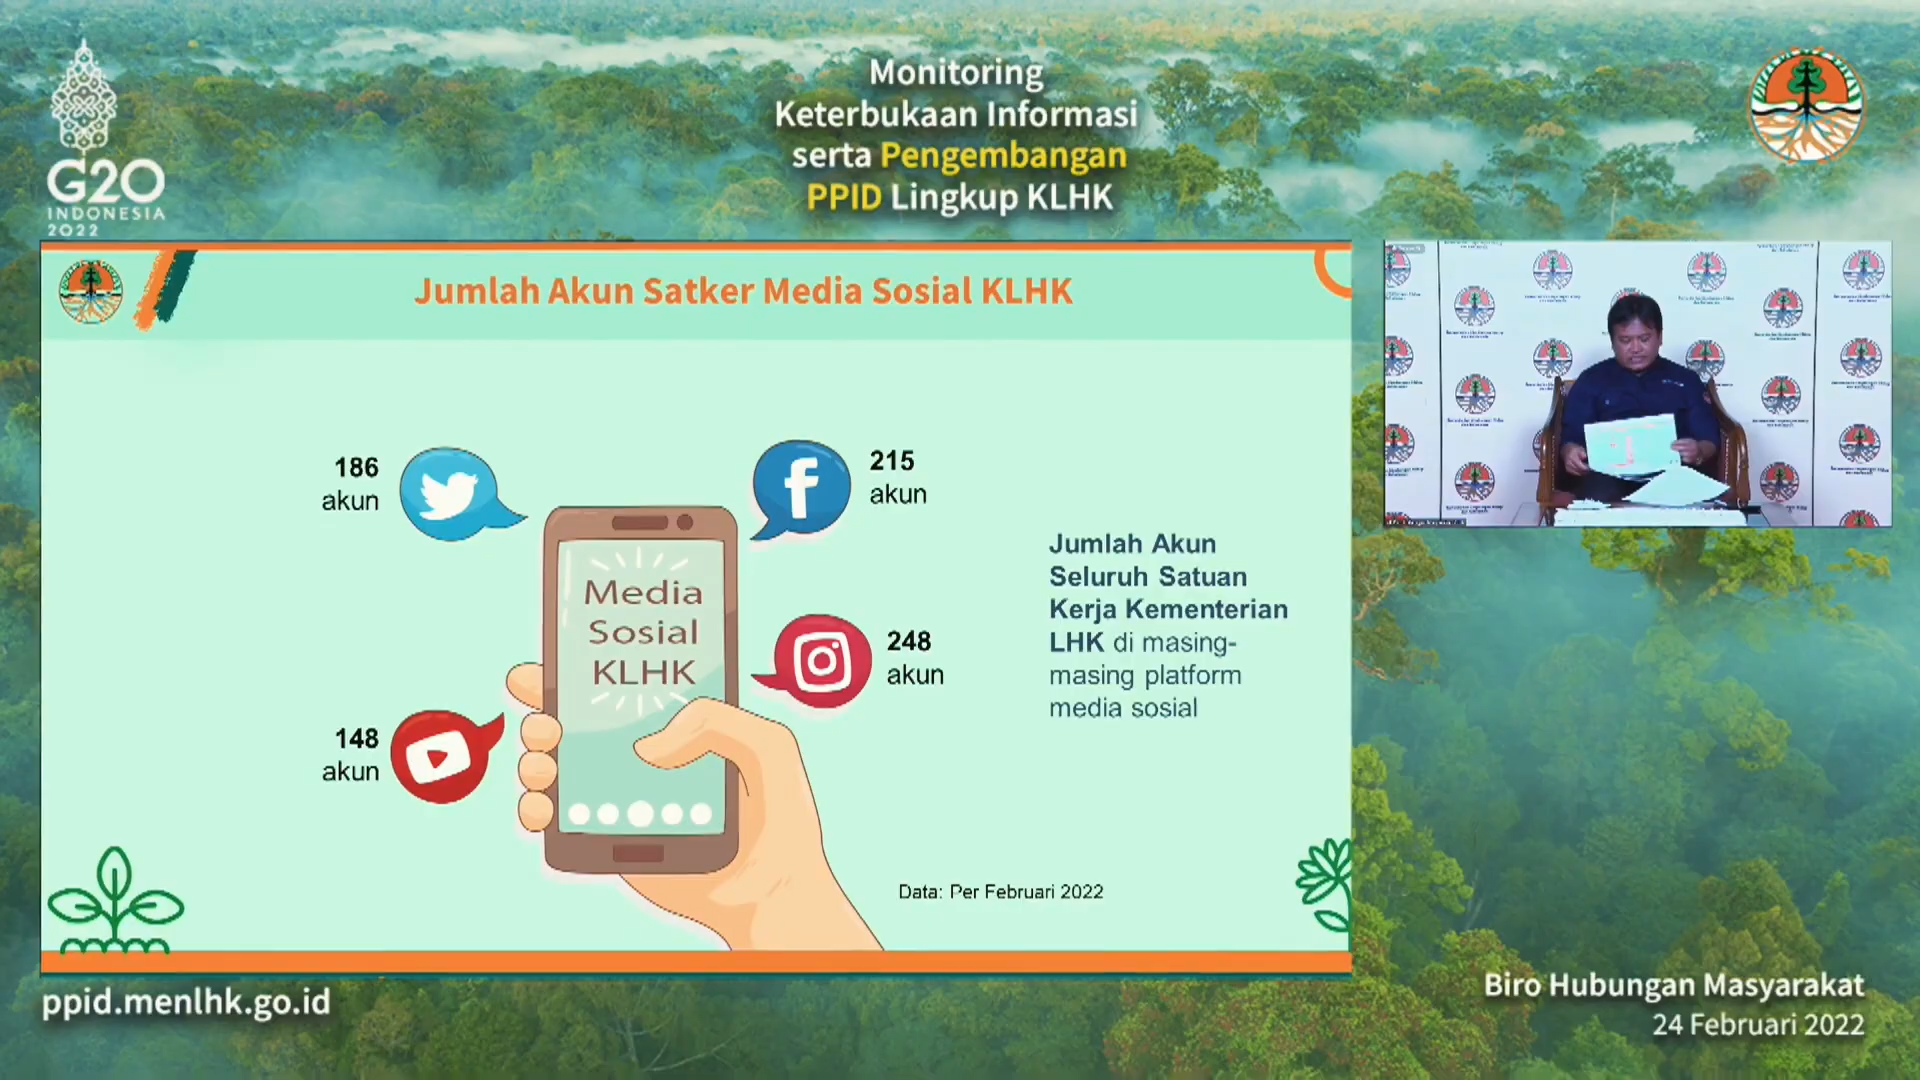 Monitoring
Keterbukaan Informasi
serta Pengembangan
PPID Lingkup KLHK
G20
INDONESIA
2022
Jumlah Akun Satker Media Sosial KLHK
186
akun
215
akun
Media
Sosial
KLHK
248
akun
148
akun
Jumlah Akun
Seluruh Satuan
Kerja Kementerian
LHK di masing-
masing platform
media sosial
Data: Per Februari 2022
ppid.menlhk.go.id
Biro Hubungan Masyarakat
24 Februari 2022